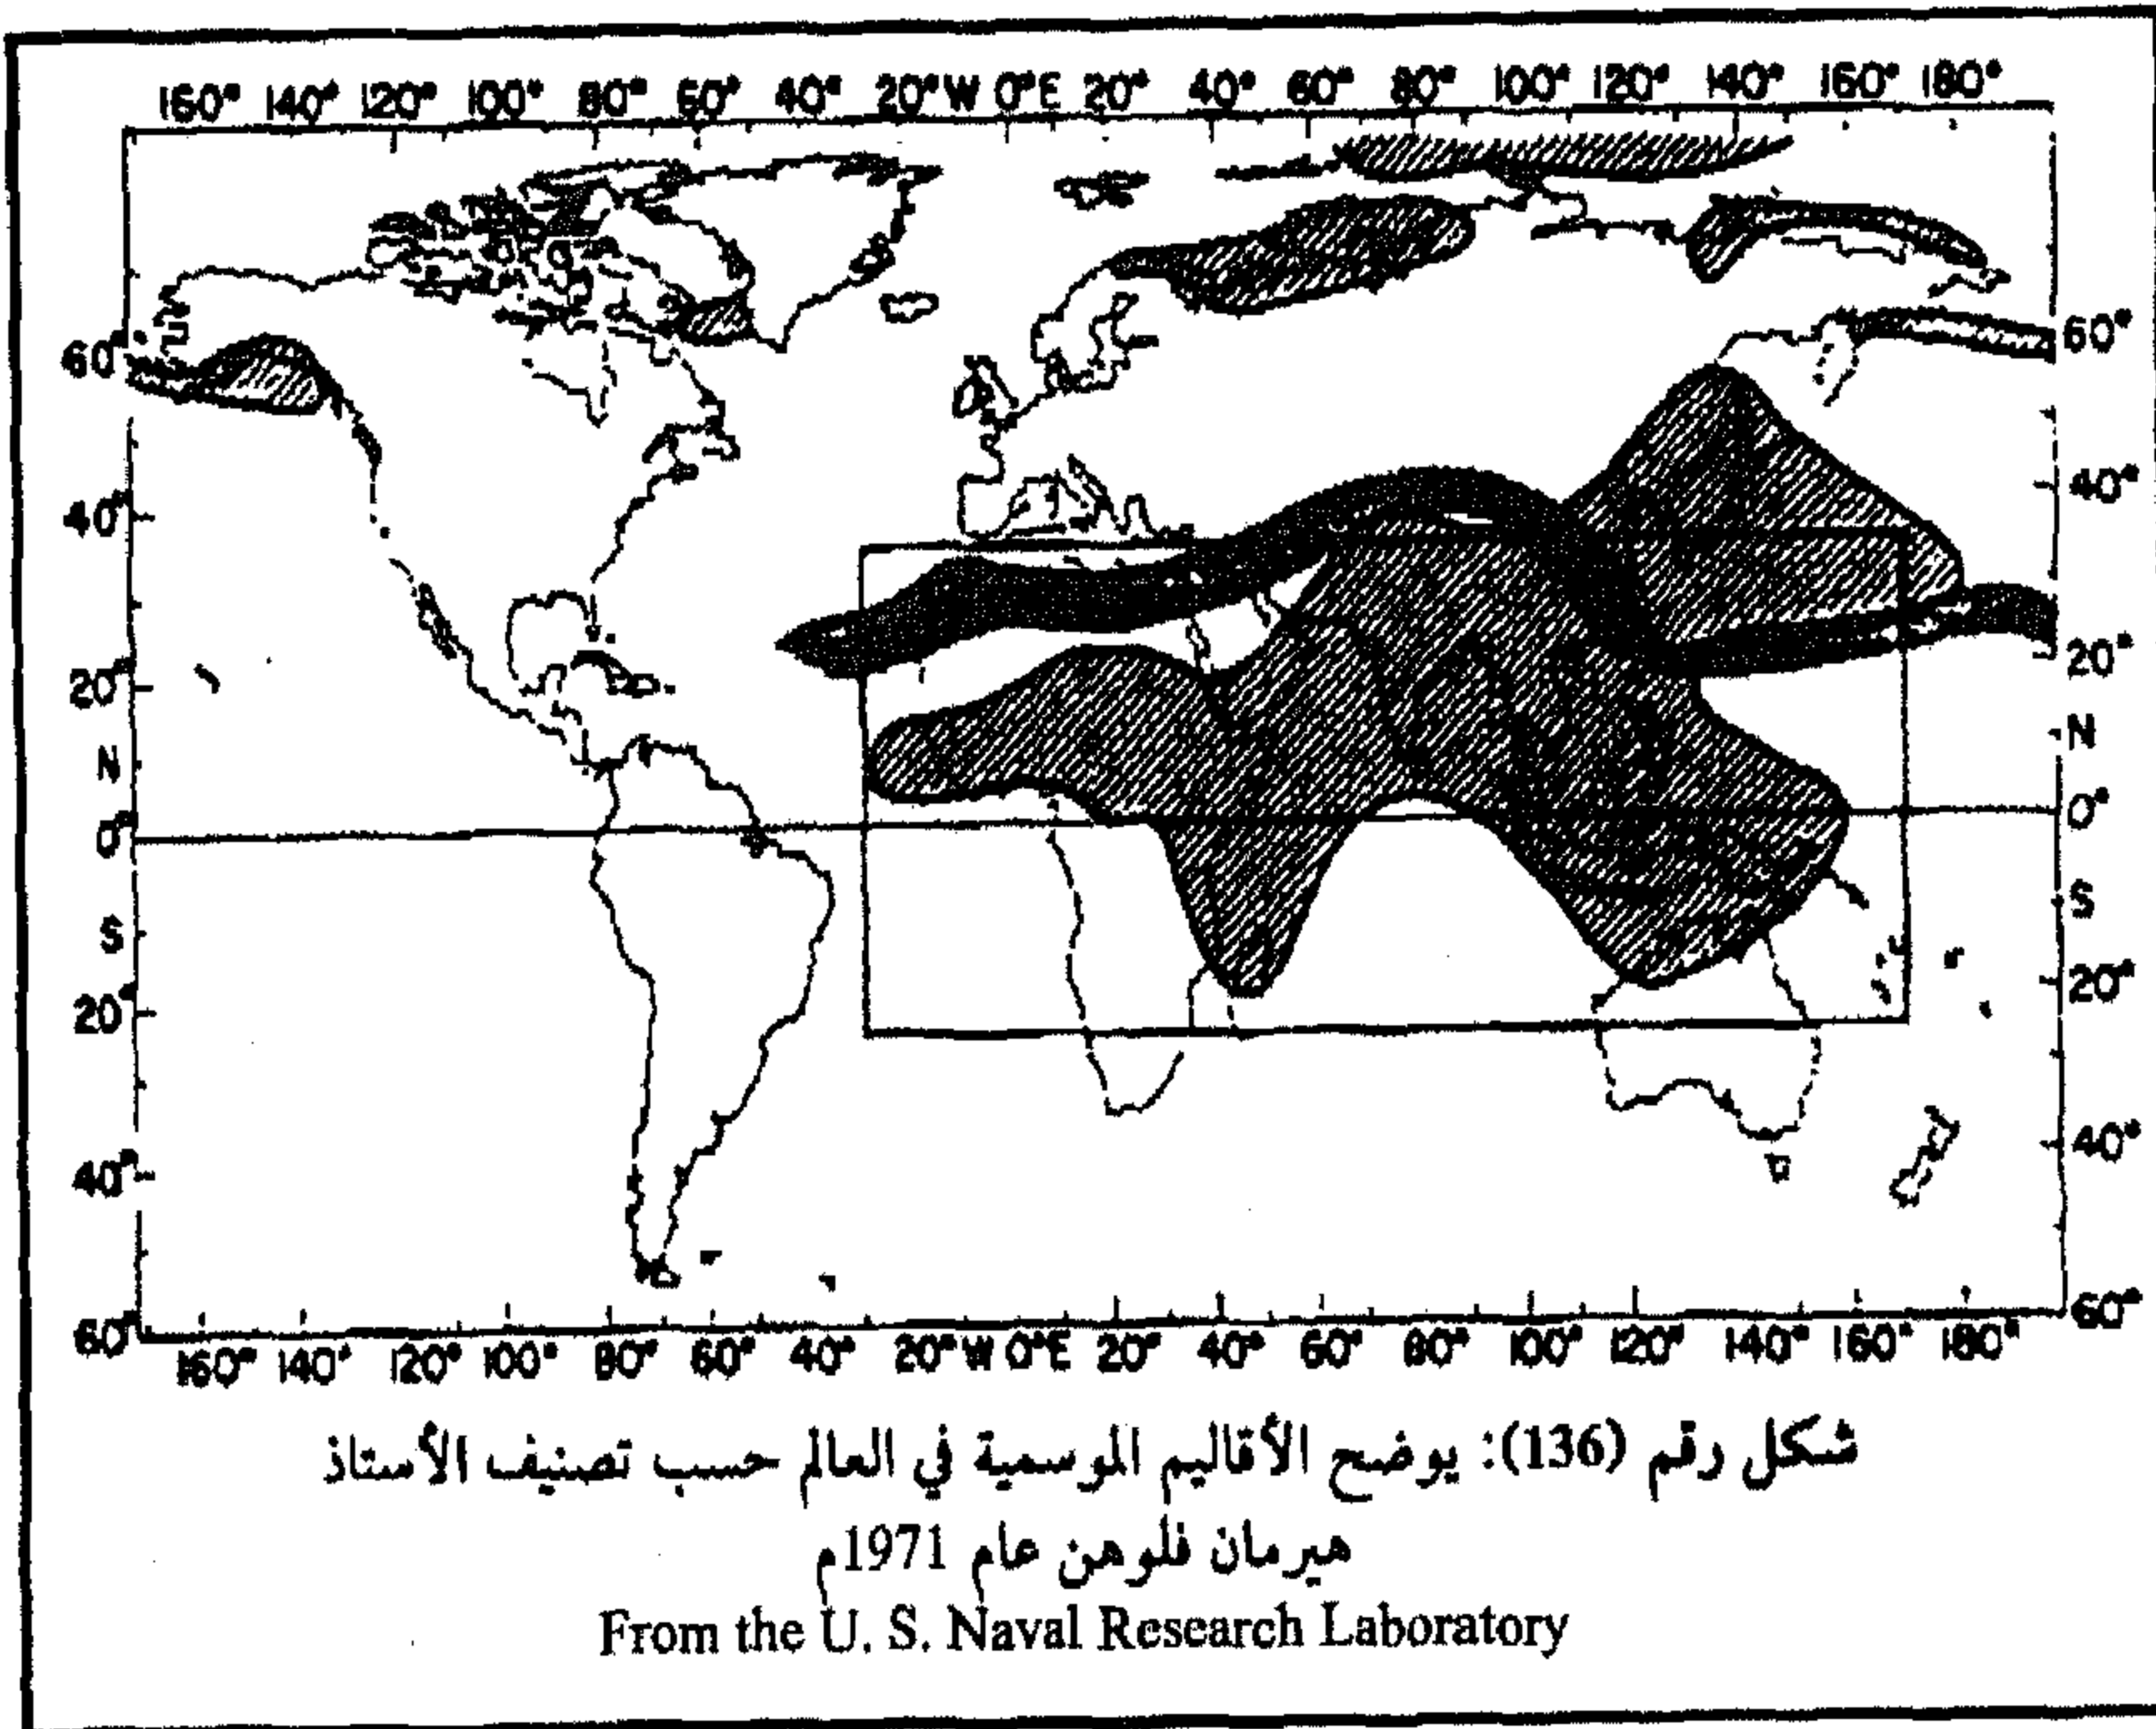 160° 140° 120° 100° 80° 60° 40° 20°W 0°E 20° 40° 60° 80° 100° 120° 140° 160° 180°
60° 60°
40° 40°
20° 20°
N N
0° 0°
S S
20° 20°
40° 40°
60° 60°
160° 140° 120° 100° 80° 60° 40° 20°W 0°E 20° 40° 60° 80° 100° 120° 140° 160° 180°
شكل رقم (136): يوضح الأقاليم الموسمية في العالم حسب تصنيف الأستاذ
هيرمان فلوهن عام 1971م
From the U. S. Naval Research Laboratory